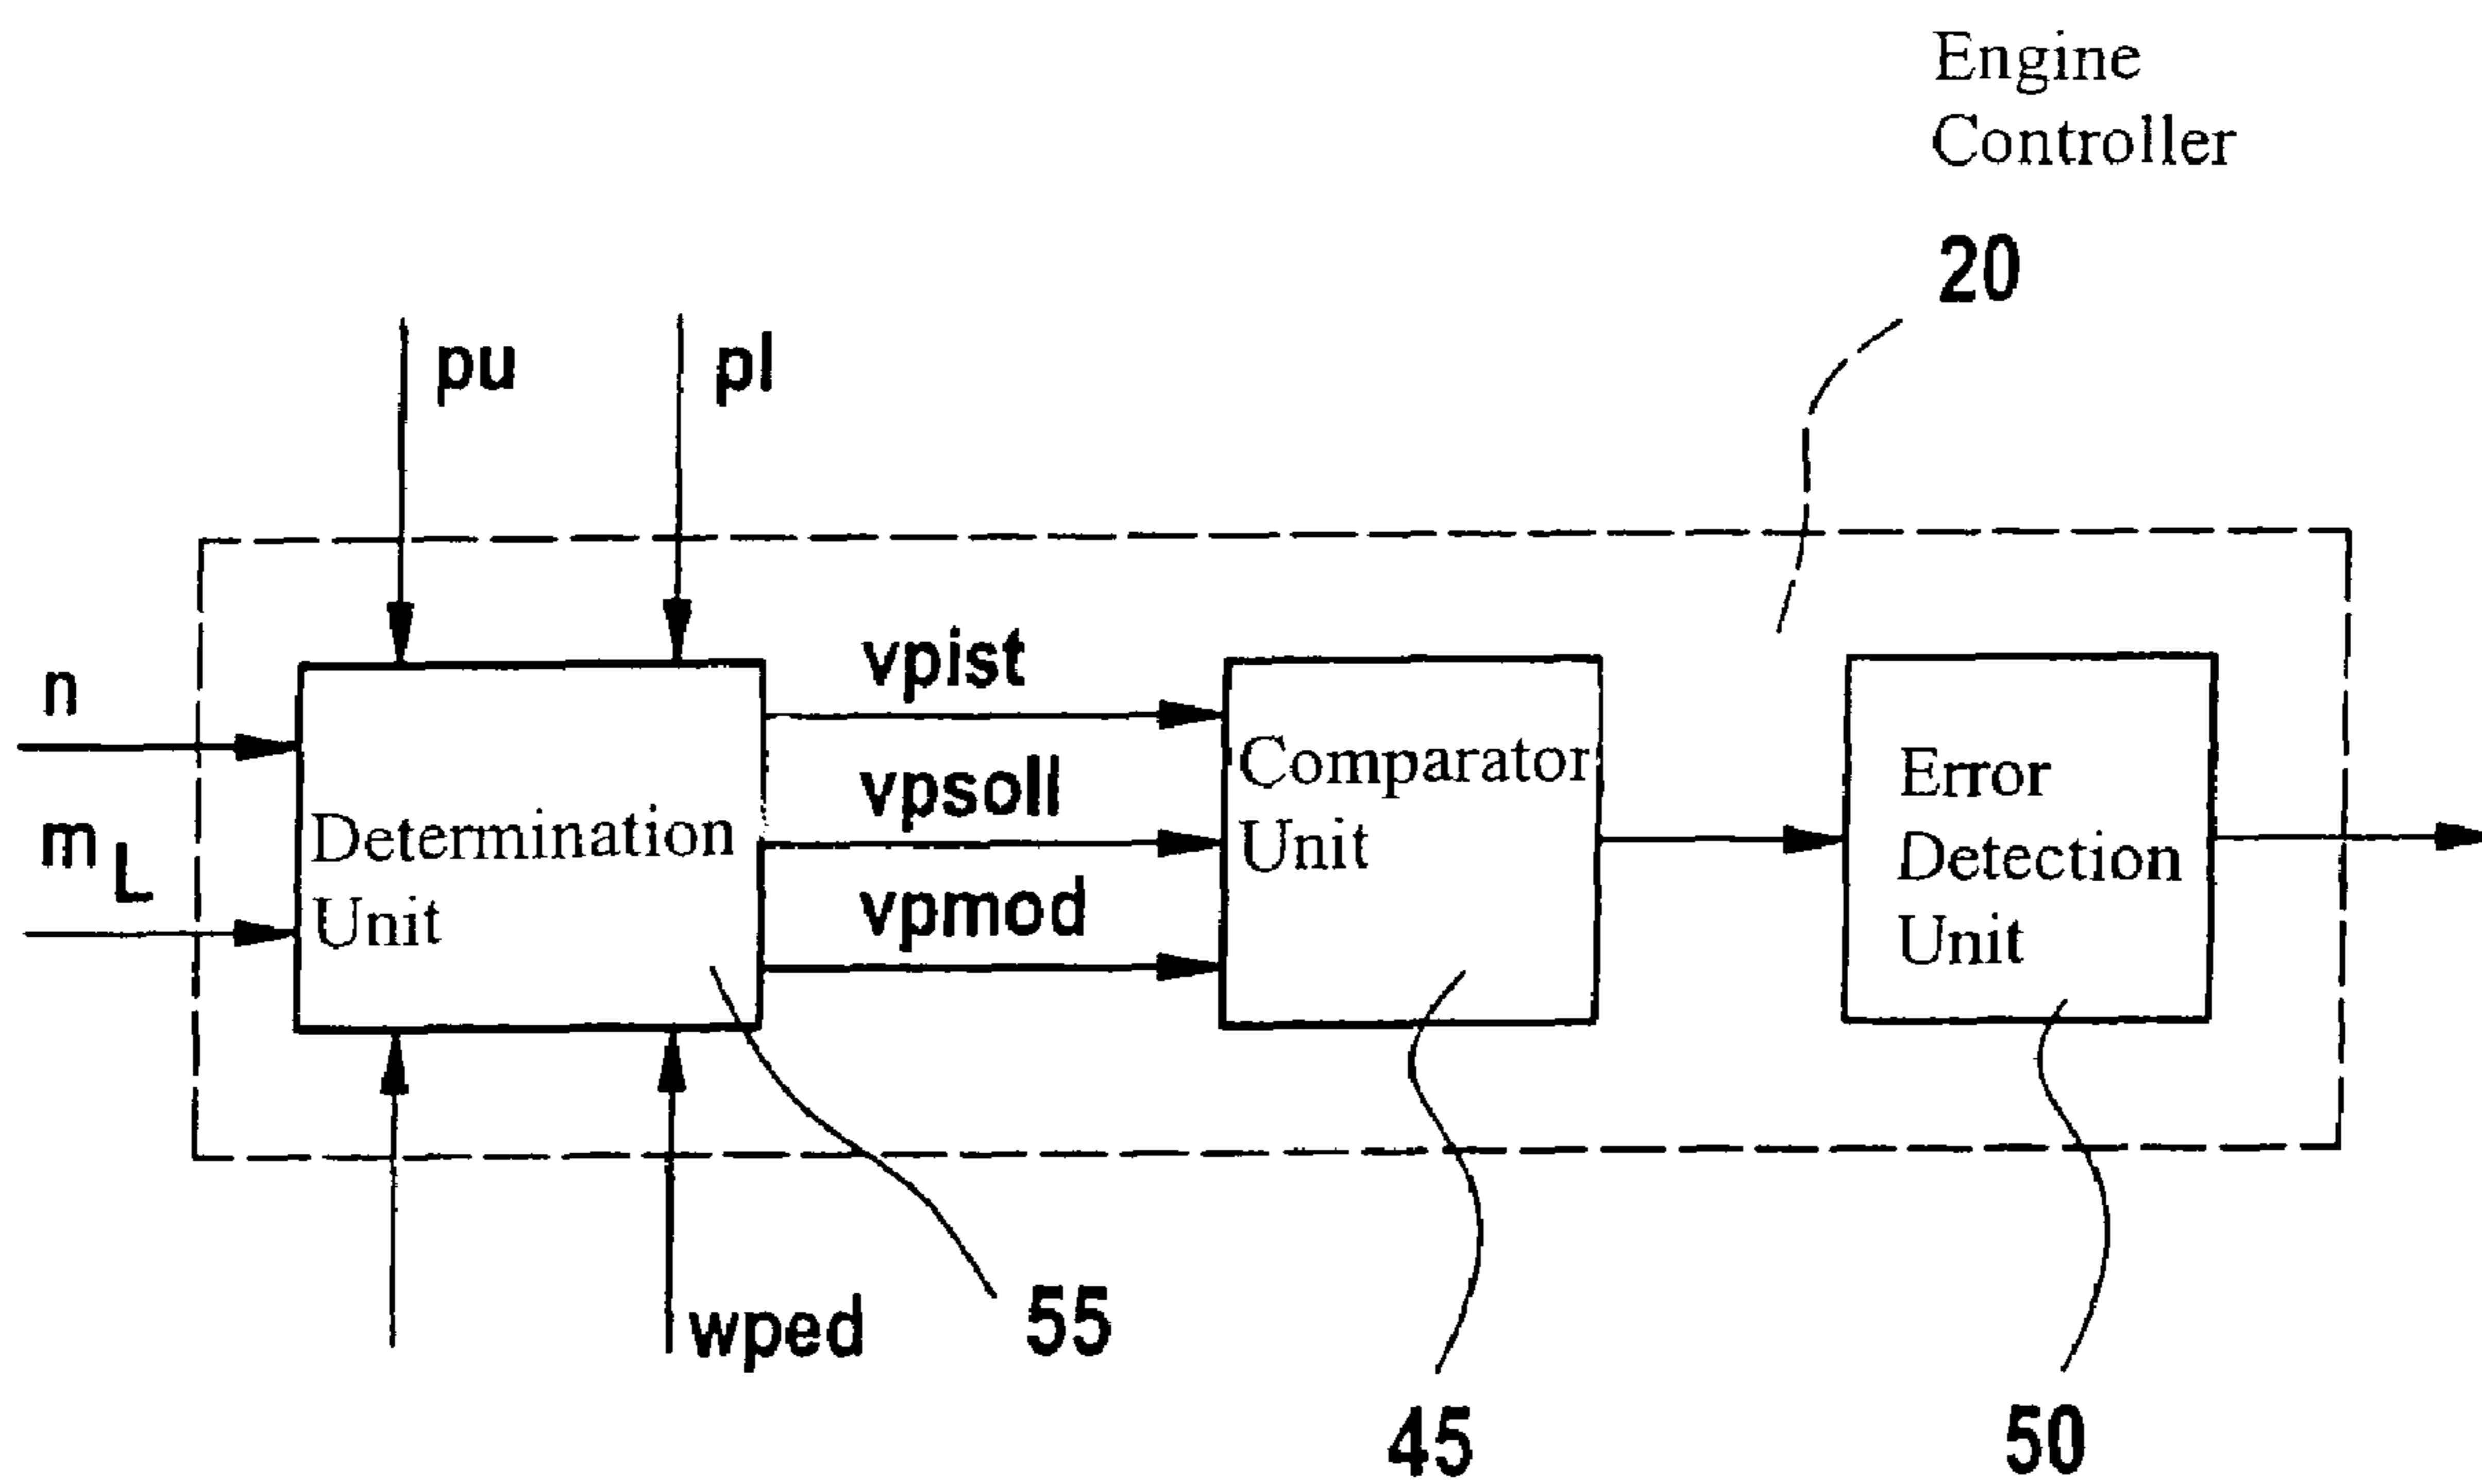 Engine
Controller
20
pu
pl
n
m L
Determination
Unit
vpist
vpsoll
vpmod
Comparator
Unit
Error
Detection
Unit
wped
55
45
50